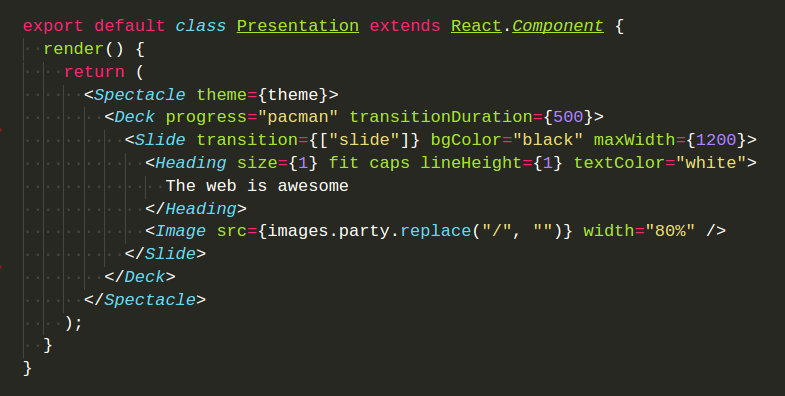 export default class Presentation extends React.Component {
  render() {
    return (
      <Spectacle theme={theme}>
        <Deck progress="pacman" transitionDuration={500}>
          <Slide transition={["slide"]} bgColor="black" maxWidth={1200}>
            <Heading size={1} fit caps lineHeight={1} textColor="white">
              The web is awesome
            </Heading>
            <Image src={images.party.replace("/", "")} width="80%" />
          </Slide>
        </Deck>
      </Spectacle>
    );
  }
}